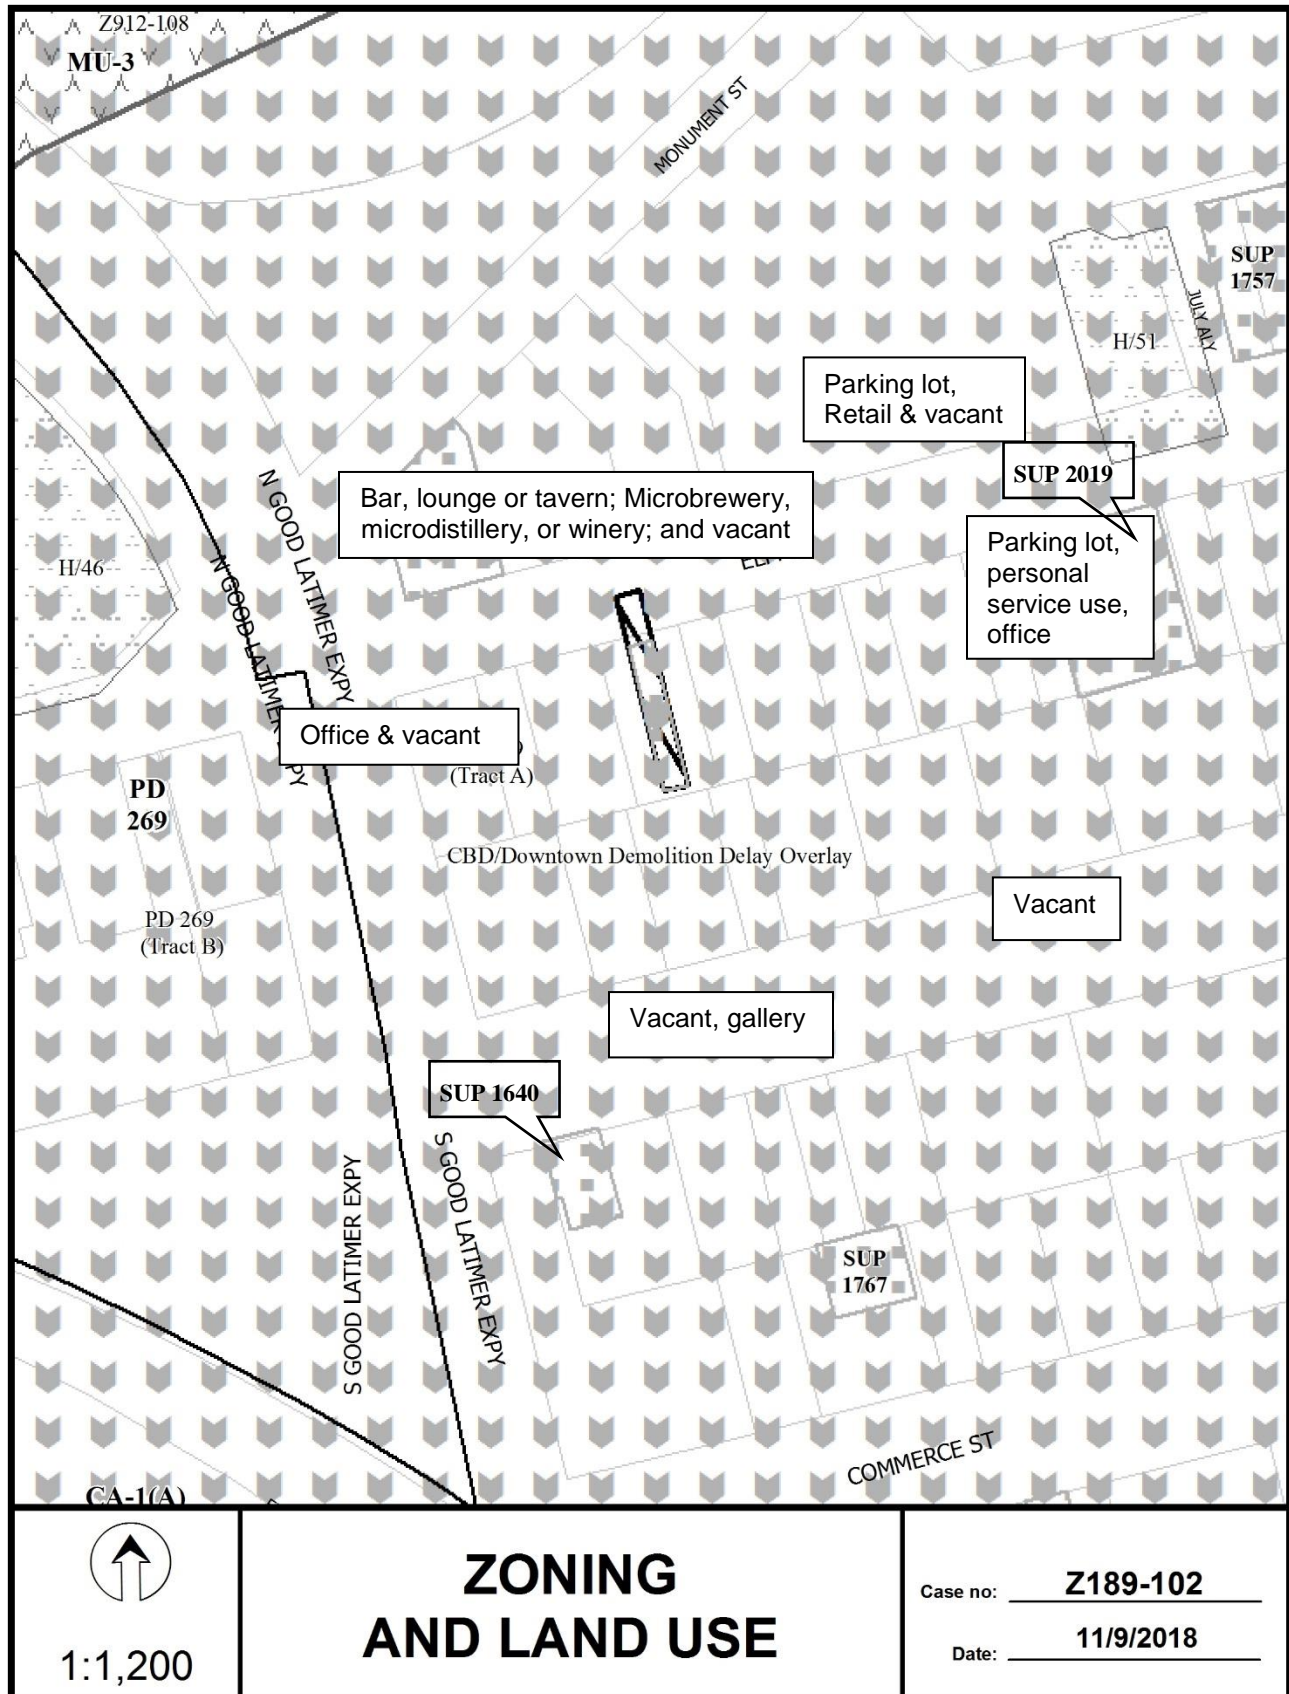 Z912-108
MU-3
MONUMENT ST
SUP
1757
JULY ALY
H/51
Parking lot,
Retail & vacant
SUP 2019
Bar, lounge or tavern; Microbrewery,
microdistillery, or winery; and vacant
Parking lot,
personal
service use,
office
H/46
N GOOD LATIMER EXPY
N GOOD LATIMER EXPY
Office & vacant
(Tract A)
PD
269
CBD/Downtown Demolition Delay Overlay
Vacant
PD 269
(Tract B)
Vacant, gallery
SUP 1640
S GOOD LATIMER EXPY
S GOOD LATIMER EXPY
SUP
1767
COMMERCE ST
CA-1(A)
1:1,200
ZONING
AND LAND USE
Case no: Z189-102
Date: 11/9/2018